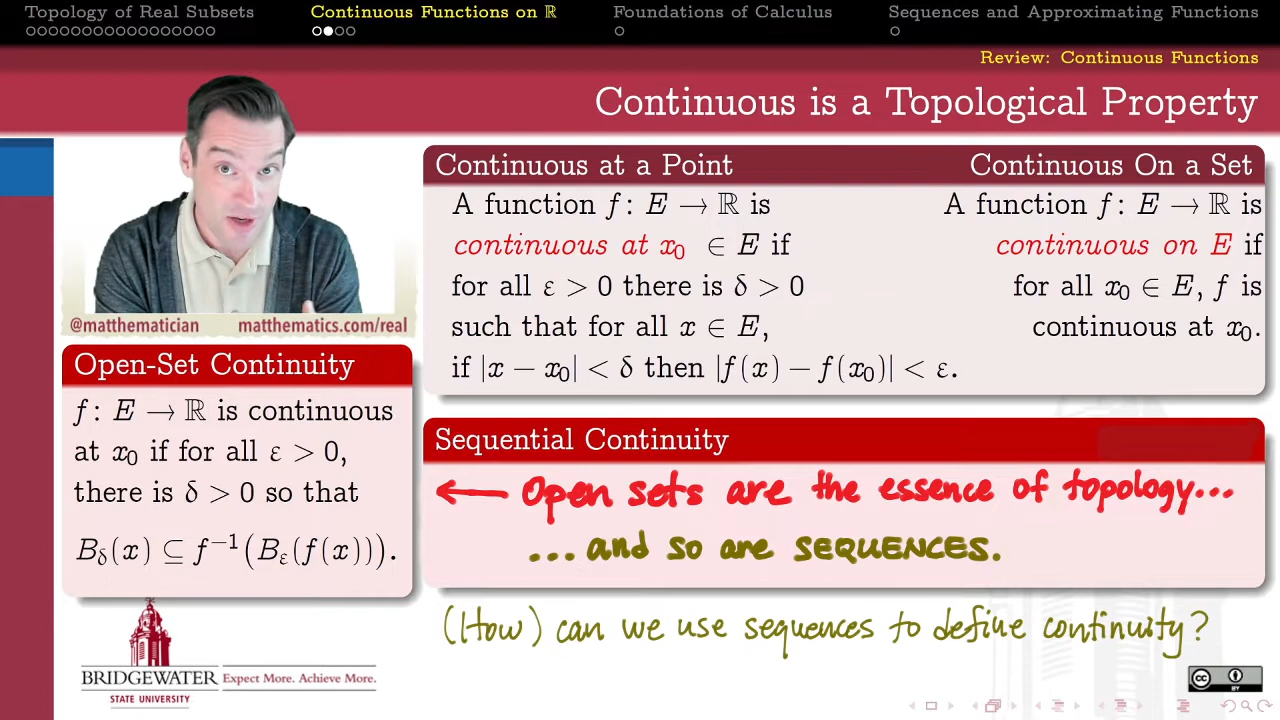 Topology of Real Subsets
Continuous Functions on ℝ
Foundations of Calculus
Sequences and Approximating Functions
Review: Continuous Functions
Continuous is a Topological Property
@matthematician matthematics.com/real
Open-Set Continuity
f: E → ℝ is continuous
at x₀ if for all ε > 0,
there is δ > 0 so that
B_δ(x) ⊆ f⁻¹(B_ε(f(x))).
Continuous at a Point
A function f: E → ℝ is
continuous at x₀ ∈ E if
for all ε > 0 there is δ > 0
such that for all x ∈ E,
if |x − x₀| < δ then |f(x) − f(x₀)| < ε.
Continuous On a Set
A function f: E → ℝ is
continuous on E if
for all x₀ ∈ E, f is
continuous at x₀.
Sequential Continuity
← Open sets are the essence of topology...
...and so are SEQUENCES.
(How) can we use sequences to define continuity?
BRIDGEWATER
STATE UNIVERSITY
Expect More. Achieve More.
cc
BY